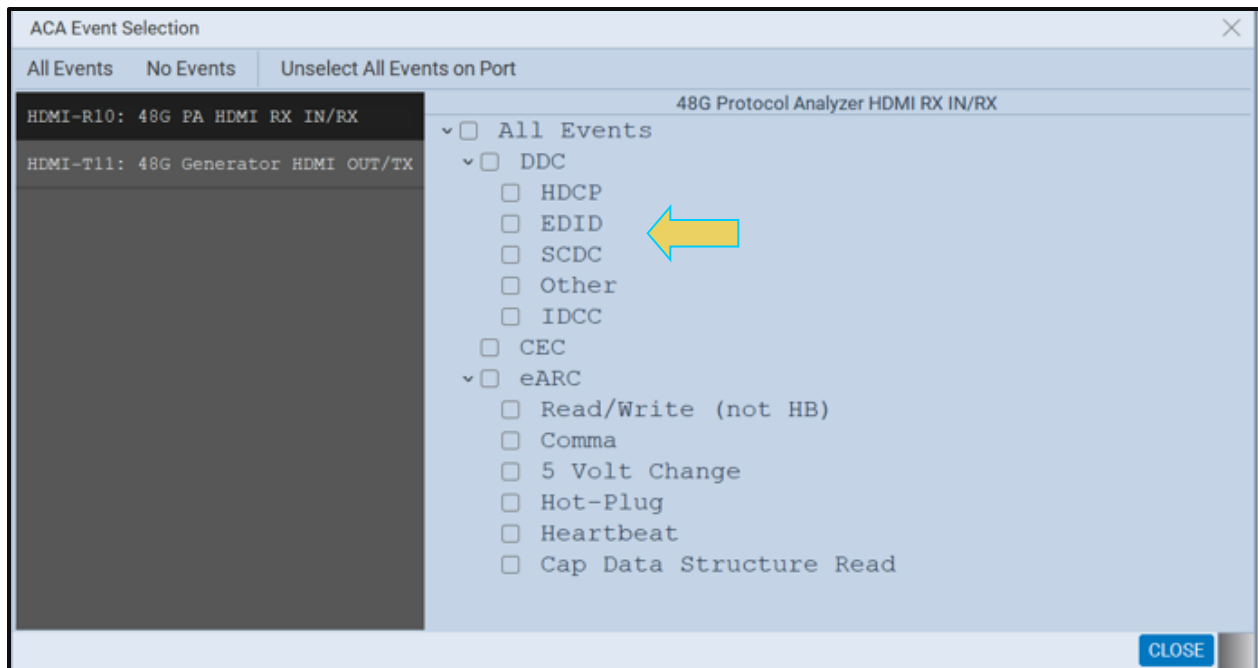 ACA Event Selection
All Events No Events Unselect All Events on Port
HDMI-R10: 48G PA HDMI RX IN/RX
HDMI-T11: 48G Generator HDMI OUT/TX
48G Protocol Analyzer HDMI RX IN/RX
All Events
DDC
HDCP
EDID
SCDC
Other
IDCC
CEC
eARC
Read/Write (not HB)
Comma
5 Volt Change
Hot-Plug
Heartbeat
Cap Data Structure Read
CLOSE